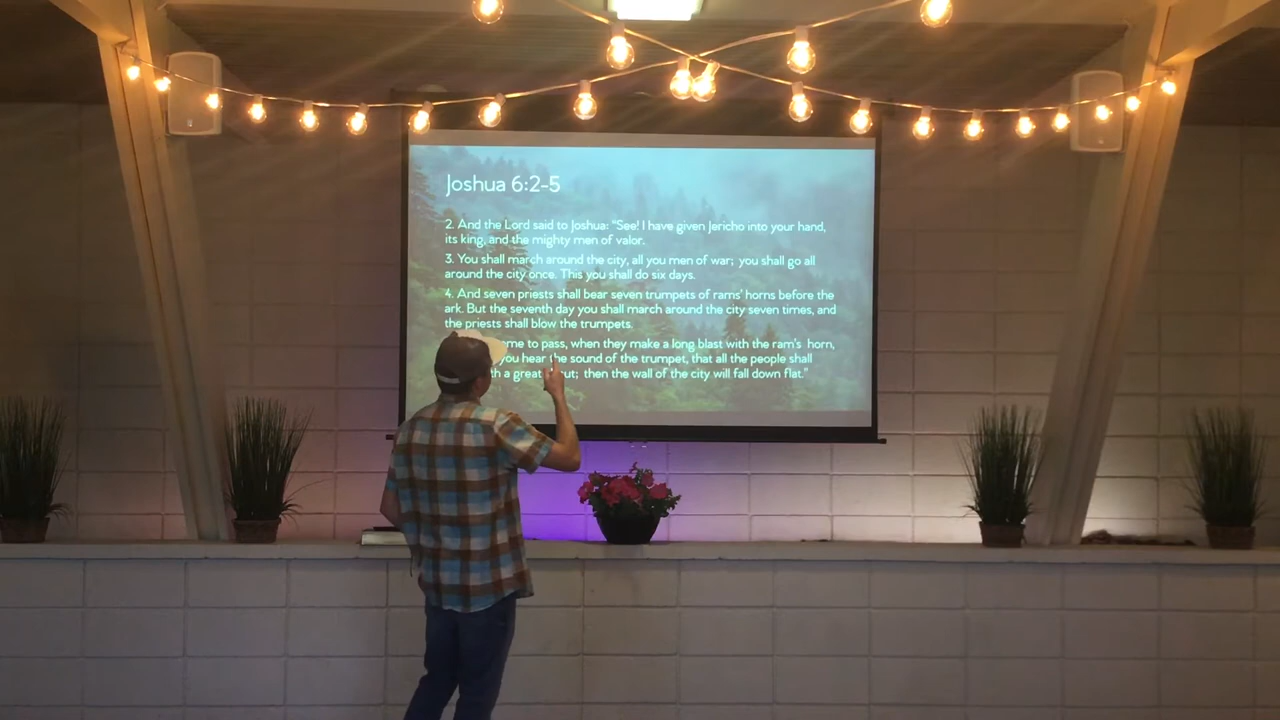 Joshua 6:2-5
2. And the Lord said to Joshua: "See! I have given Jericho into your hand,
its king, and the mighty men of valor.
3. You shall march around the city, all you men of war; you shall go all
around the city once. This you shall do six days.
4. And seven priests shall bear seven trumpets of rams' horns before the
ark. But the seventh day you shall march around the city seven times, and
the priests shall blow the trumpets.
to pass, when they make a long blast with the ram's horn,
you hear the sound of the trumpet, that all the people shall
a great then the wall of the city will fall down flat."